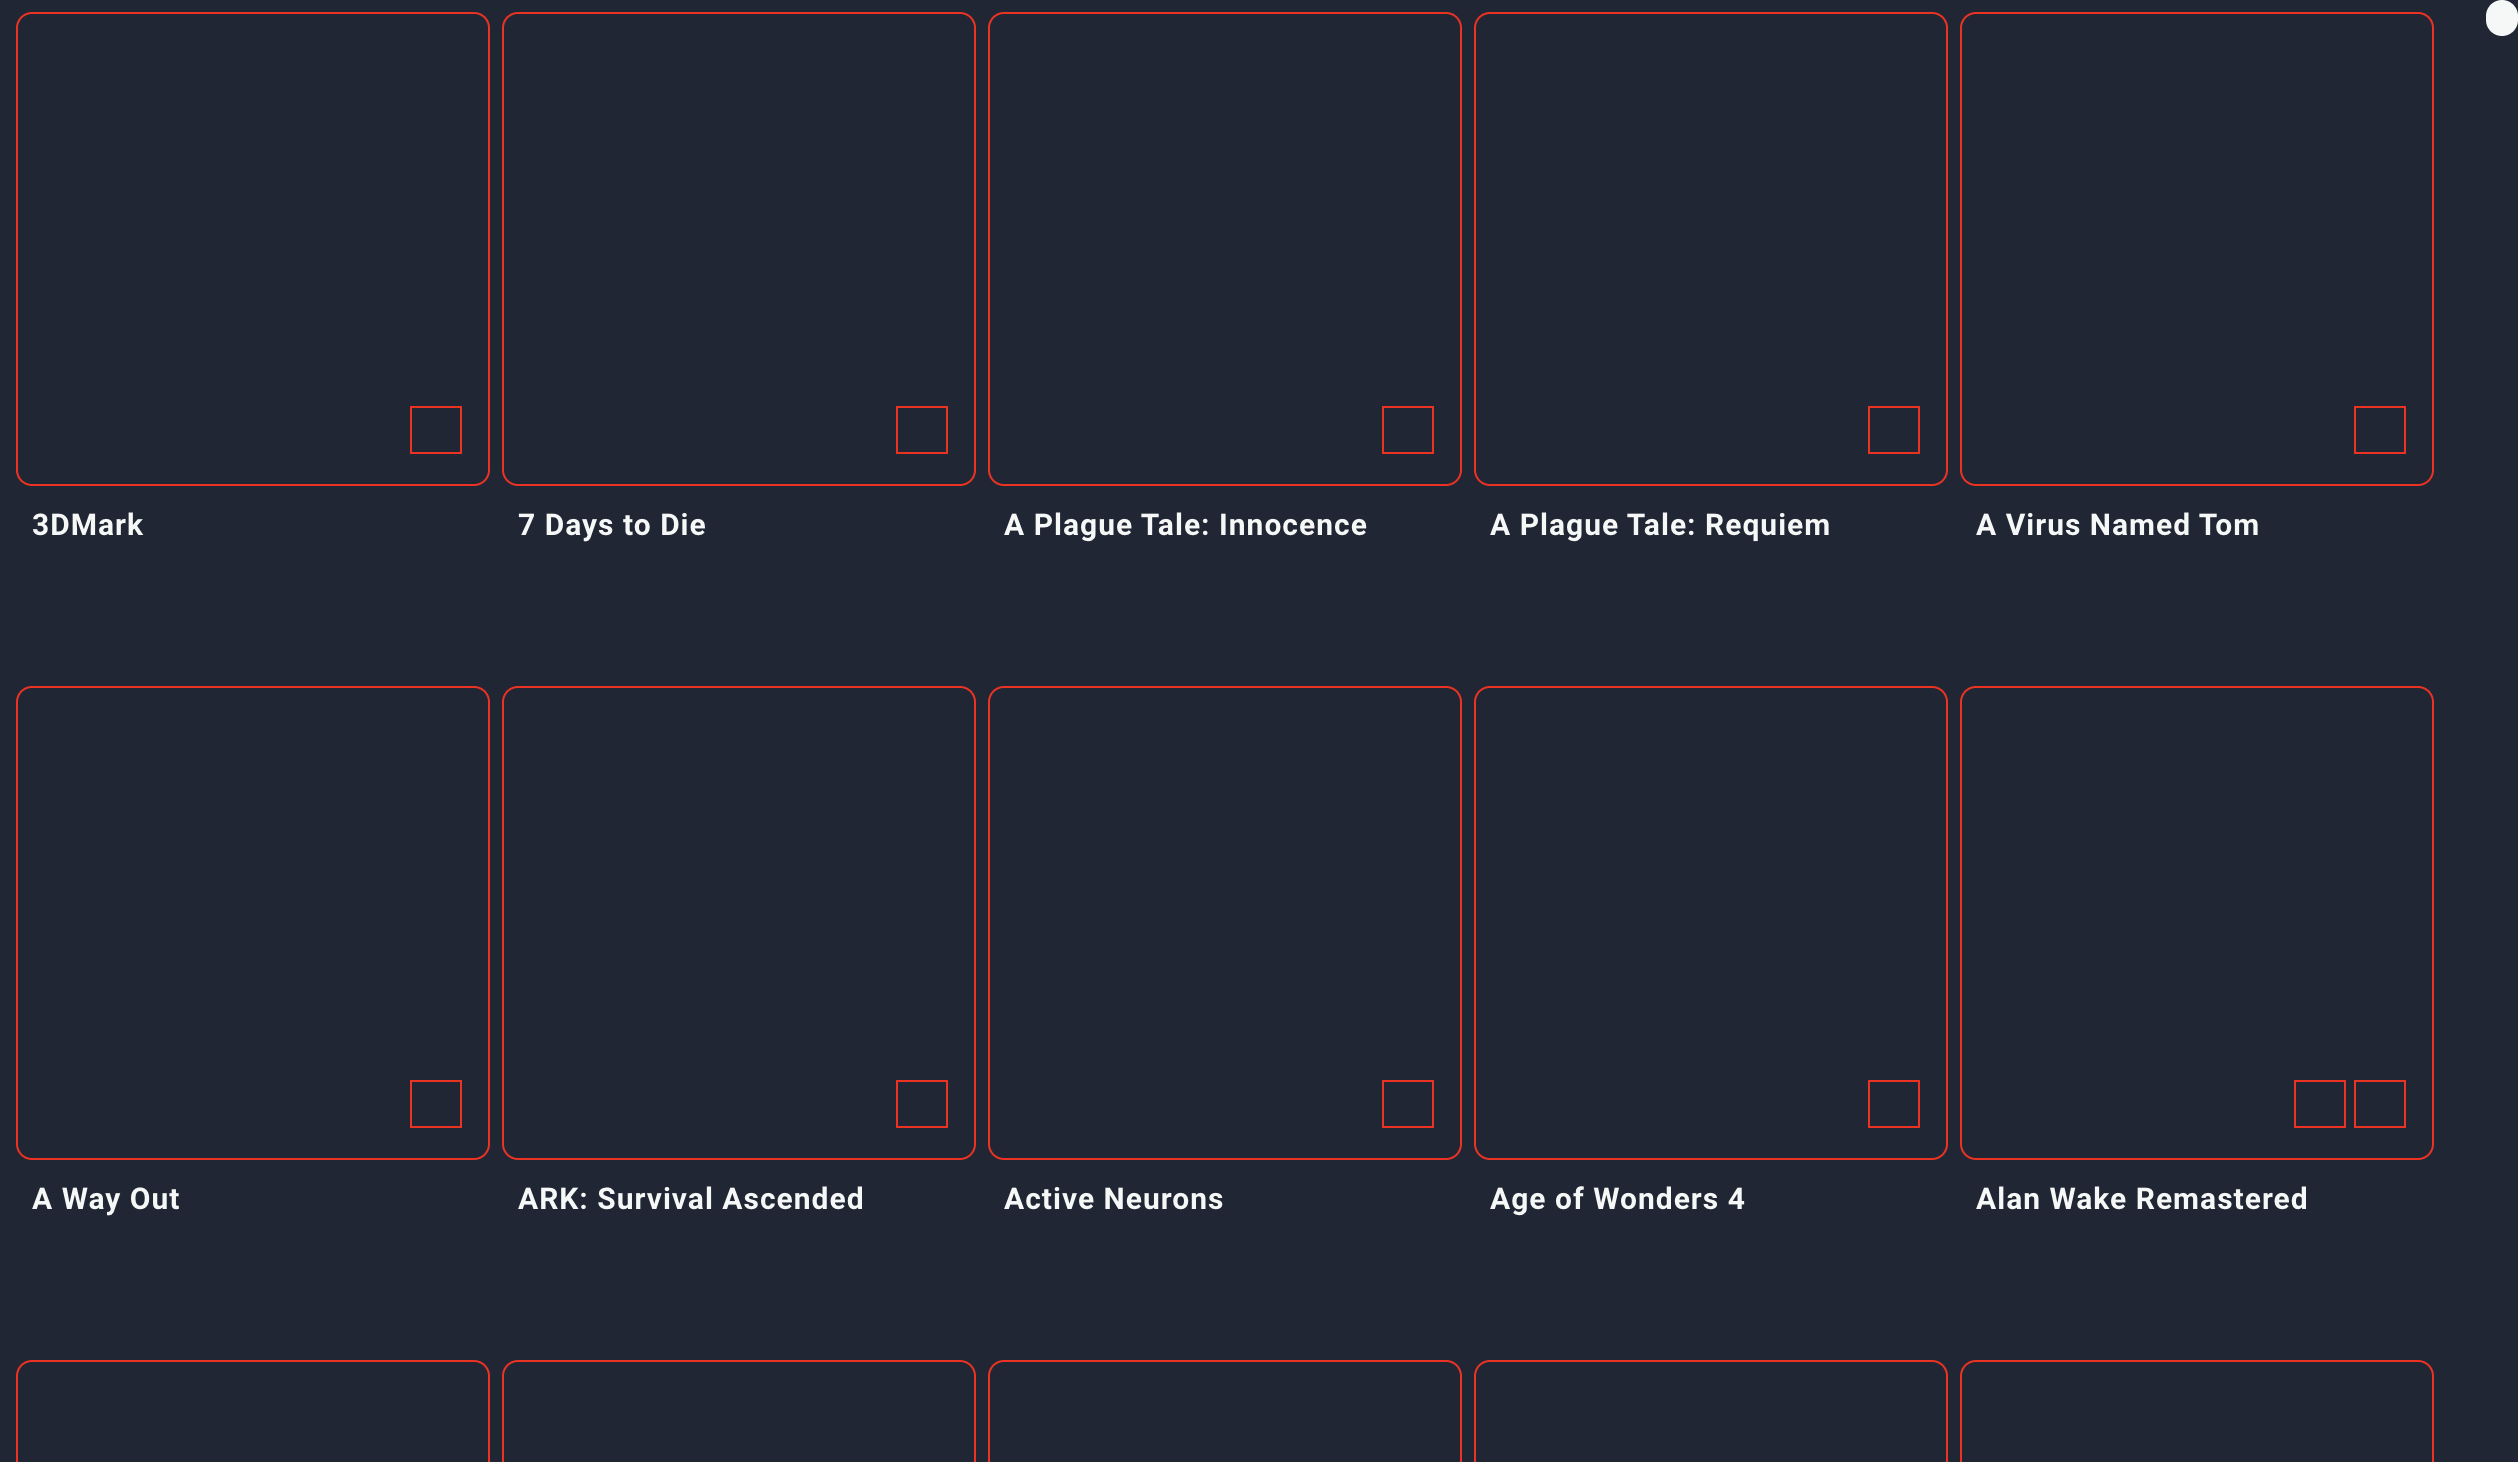 3DMark
7 Days to Die
A Plague Tale: Innocence
A Plague Tale: Requiem
A Virus Named Tom
A Way Out
ARK: Survival Ascended
Active Neurons
Age of Wonders 4
Alan Wake Remastered